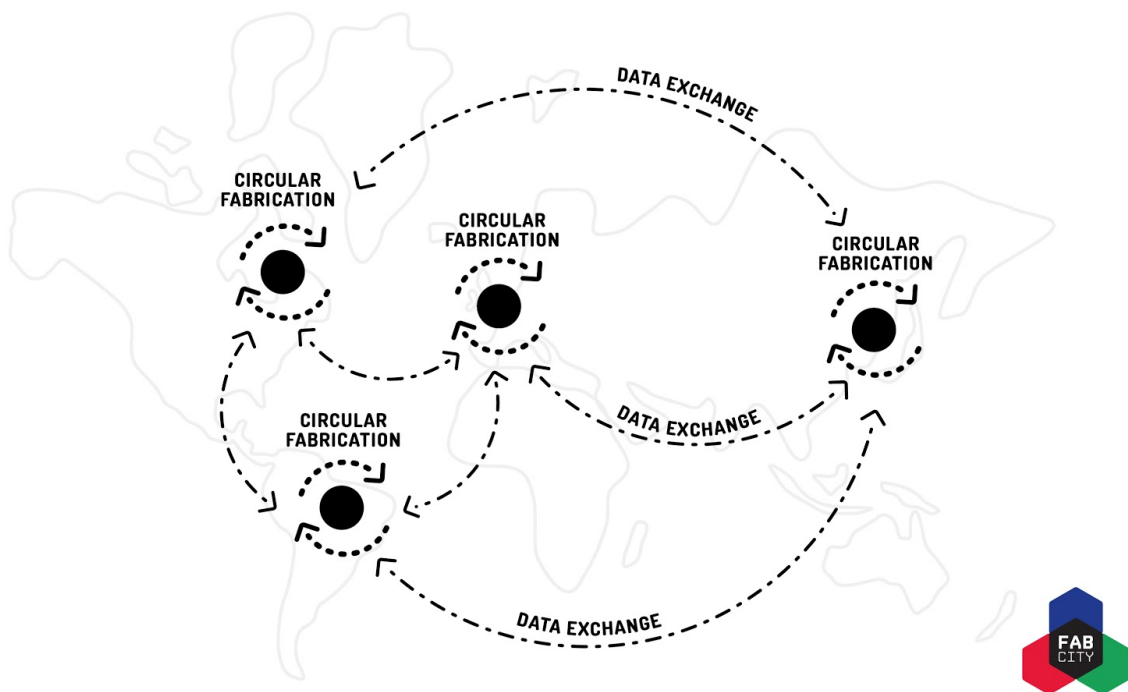 DATA EXCHANGE
CIRCULAR
FABRICATION
CIRCULAR
FABRICATION
CIRCULAR
FABRICATION
CIRCULAR
FABRICATION
DATA EXCHANGE
DATA EXCHANGE
FAB
CITY